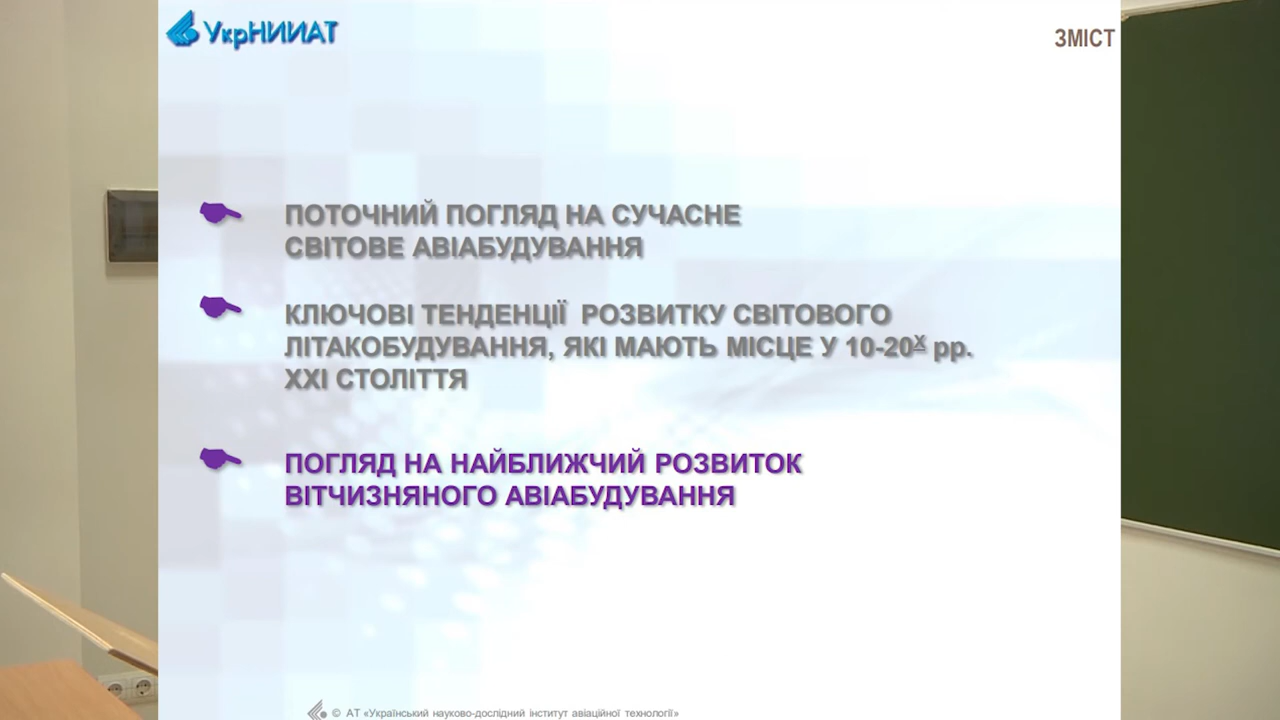 УкрНИИАТ
ЗМІСТ
ПОТОЧНИЙ ПОГЛЯД НА СУЧАСНЕ
СВІТОВЕ АВІАБУДУВАННЯ
КЛЮЧОВІ ТЕНДЕНЦІЇ РОЗВИТКУ СВІТОВОГО
ЛІТАКОБУДУВАННЯ, ЯКІ МАЮТЬ МІСЦЕ У 10-20Х рр.
ХХІ СТОЛІТТЯ
ПОГЛЯД НА НАЙБЛИЖЧИЙ РОЗВИТОК
ВІТЧИЗНЯНОГО АВІАБУДУВАННЯ
© АТ «Український науково-дослідний інститут авіаційної технології»